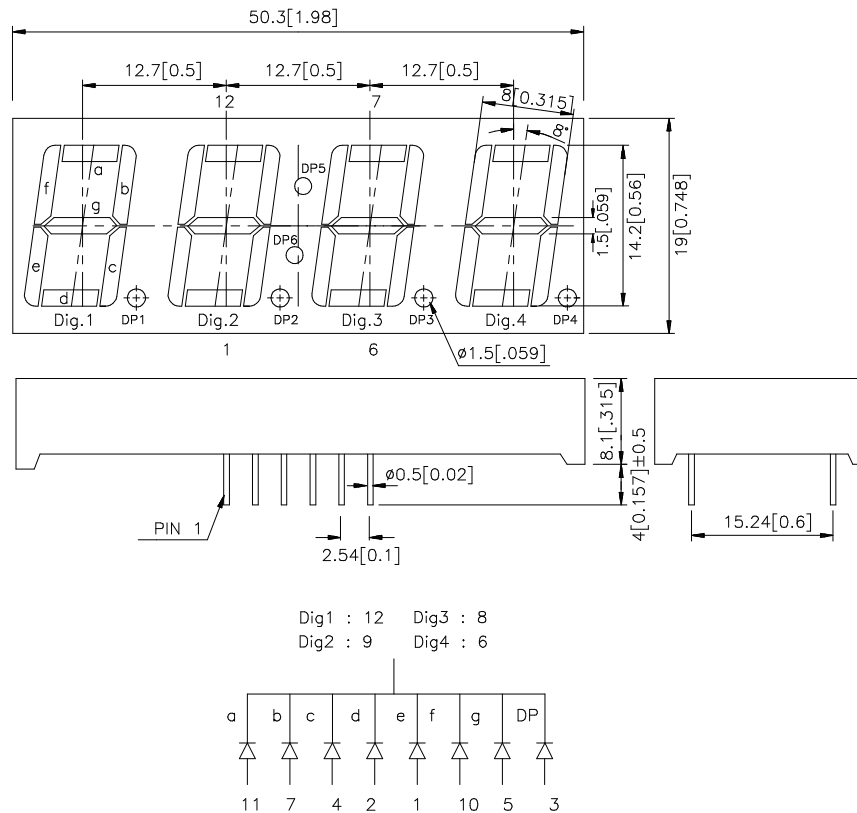 50.3[1.98]
12.7[0.5] 12.7[0.5] 12.7[0.5]
12 7 8[0.315]
8°
a
f b
g
e c
d
DP5
DP6
1.5[.059]
14.2[0.56]
19[0.748]
Dig.1 DP1 Dig.2 DP2 Dig.3 DP3 Dig.4 DP4
1 6
ø1.5[.059]
8.1[.315]
ø0.5[0.02]
4[0.157]±0.5
PIN 1
2.54[0.1]
15.24[0.6]
Dig1 : 12 Dig3 : 8
Dig2 : 9 Dig4 : 6
a b c d e f g DP
11 7 4 2 1 10 5 3